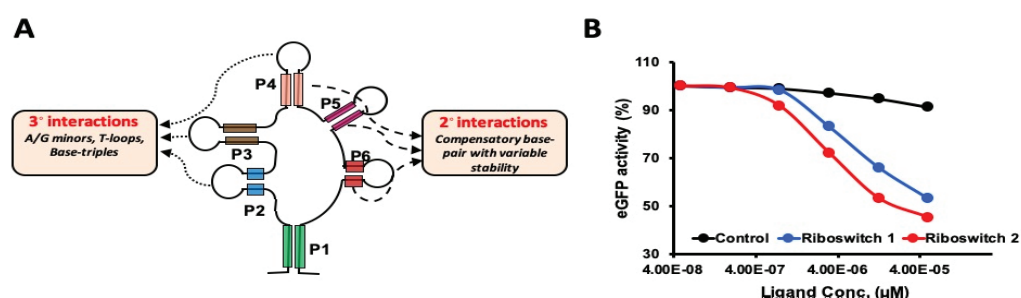 A
3° interactions
A/G minors, T-loops,
Base-triples
P4
P5
P3
P6
P2
P1
2° interactions
Compensatory base-
pair with variable
stability
B
eGFP activity (%)
110
90
70
50
30
Control
Riboswitch 1
Riboswitch 2
4.00E-08
4.00E-07
4.00E-06
4.00E-05
Ligand Conc. (µM)